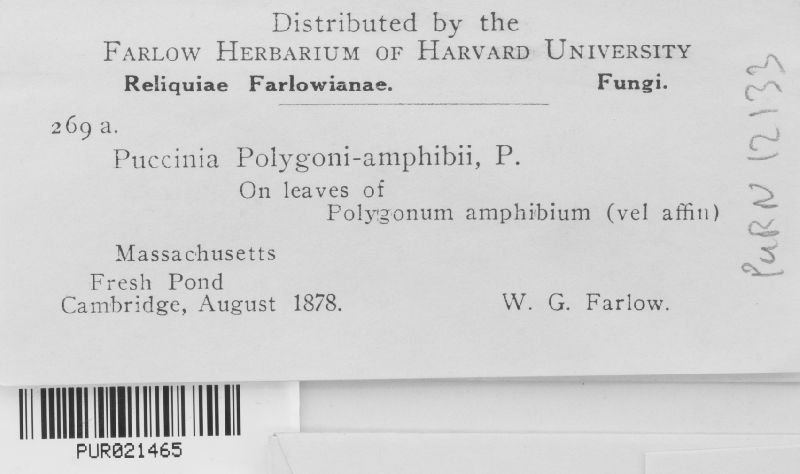 Distributed by the
FARLOW HERBARIUM OF HARVARD UNIVERSITY
Reliquiae Farlowianae. Fungi.
269 a.
Puccinia Polygoni-amphibii, P.
On leaves of
Polygonum amphibium (vel affin)
Massachusetts
Fresh Pond
Cambridge, August 1878. W. G. Farlow.
PURN 12133
PUR021465